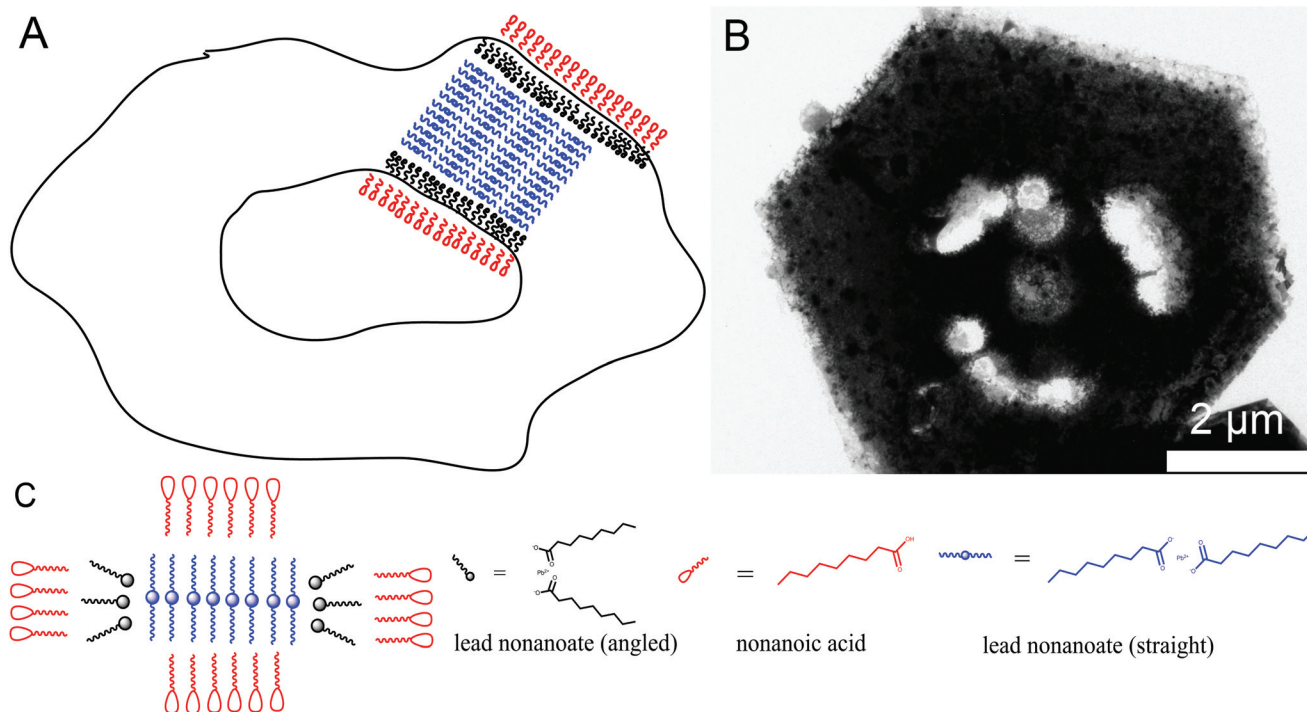 A
B
2 µm
C
=
-O
O
Pb2+
-O
O
lead nonanoate (angled)
=
OH
O
nonanoic acid
=
O-
O
Pb2+
O
-O
lead nonanoate (straight)